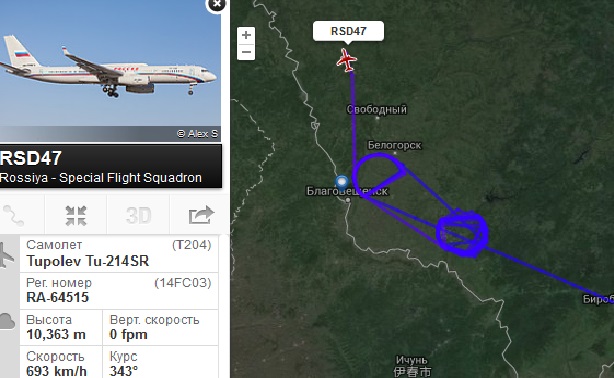 © Alex S
RSD47
Rossiya - Special Flight Squadron
3D
Самолет (T204)
Tupolev Tu-214SR
Рег. номер (14FC03)
RA-64515
Высота Верт. скорость
10,363 m 0 fpm
Скорость Курс
693 km/h 343°
+
−
RSD47
Свободный
Белогорск
Благовещенск
Бироб
Ичунь
伊春市